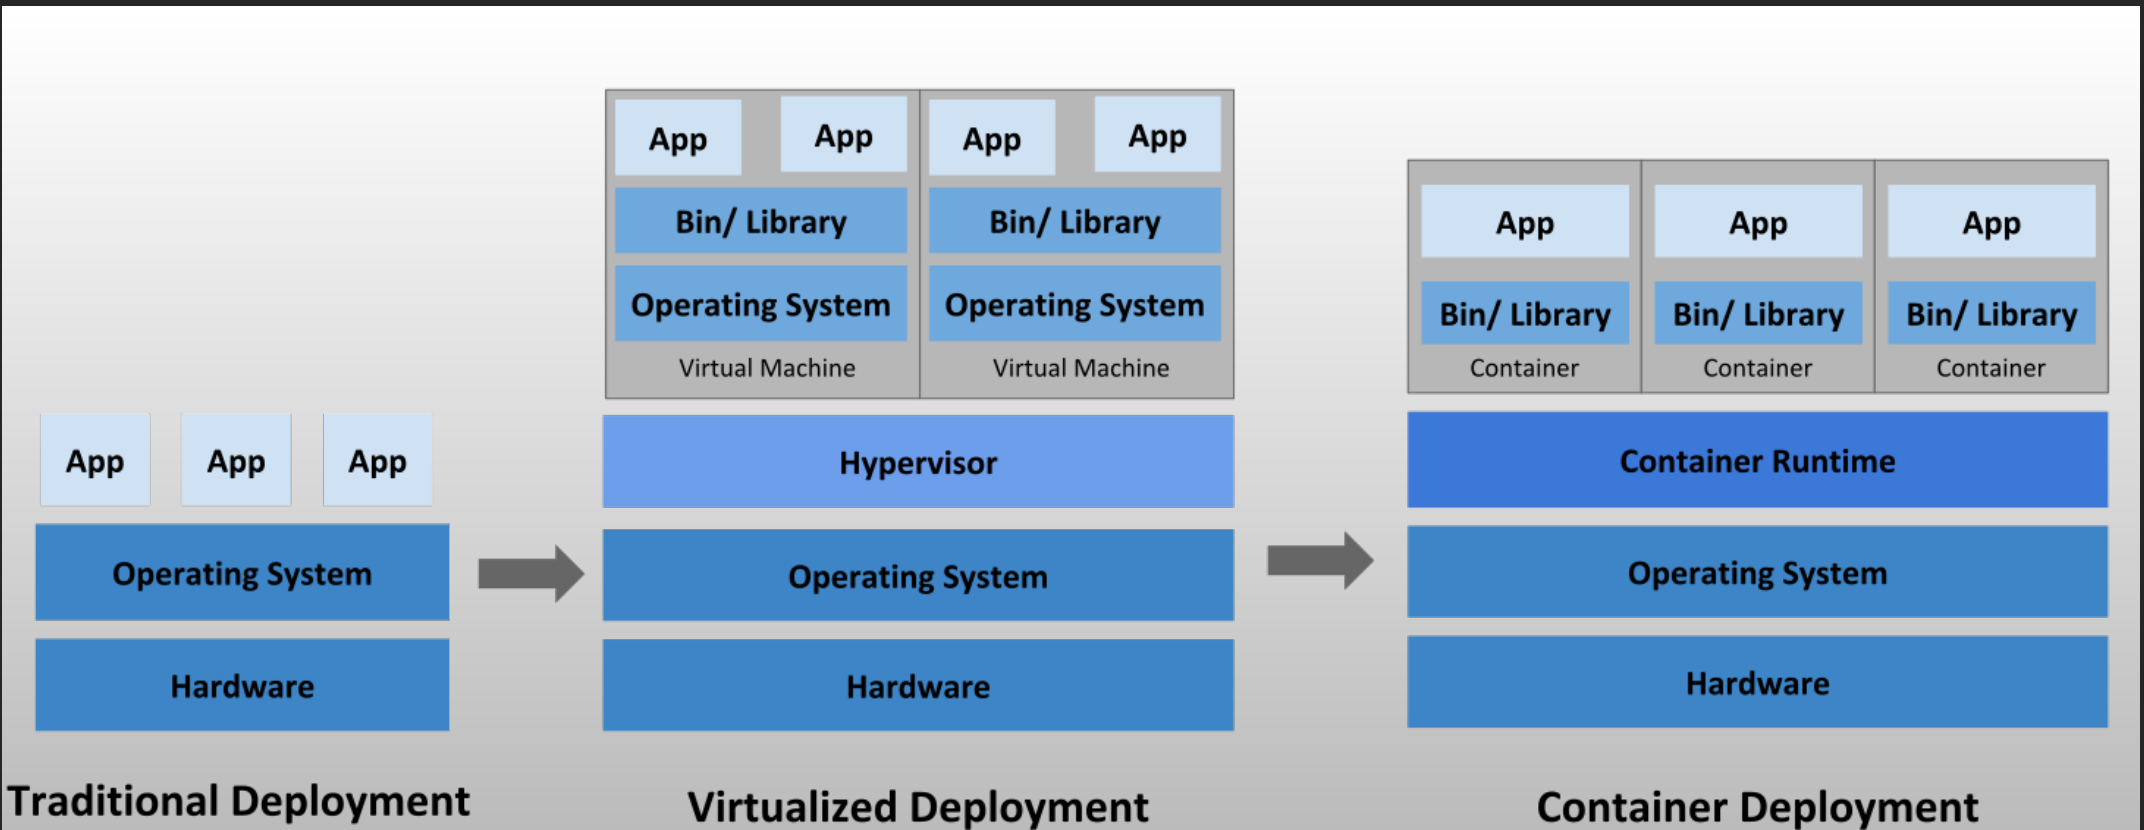 App
App
App
Operating System
Hardware
Traditional Deployment
App
App
App
App
Bin/ Library
Bin/ Library
Operating System
Operating System
Virtual Machine
Virtual Machine
Hypervisor
Operating System
Hardware
Virtualized Deployment
App
App
App
Bin/ Library
Bin/ Library
Bin/ Library
Container
Container
Container
Container Runtime
Operating System
Hardware
Container Deployment